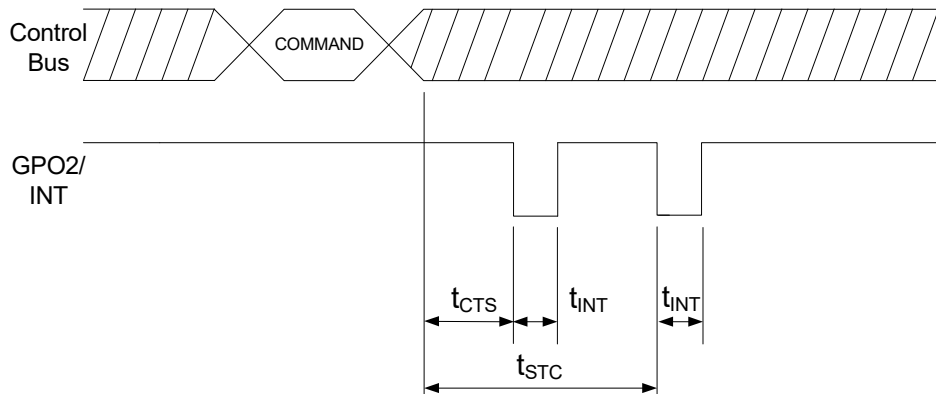 Control
Bus
COMMAND
GPO2/
INT
tCTS
tINT
tINT
tSTC